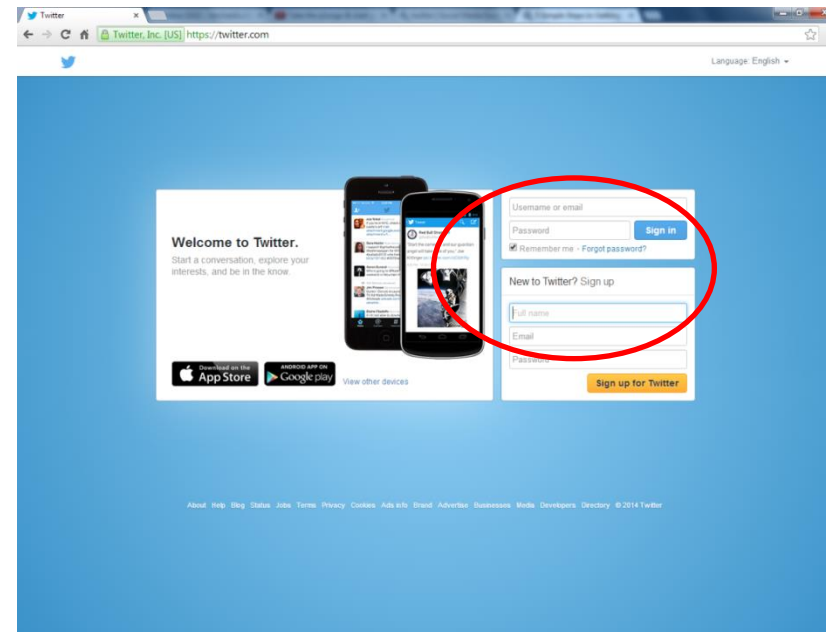 Twitter
Twitter, Inc. [US] https://twitter.com
Language: English
Welcome to Twitter.
Start a conversation, explore your
interests, and be in the know.
Download on the
App Store
ANDROID APP ON
Google play
View other devices
Username or email
Password
Sign in
Remember me - Forgot password?
New to Twitter? Sign up
Full name
Email
Password
Sign up for Twitter
About Help Blog Status Jobs Terms Privacy Cookies Ads info Brand Advertise Businesses Media Developers Directory © 2014 Twitter